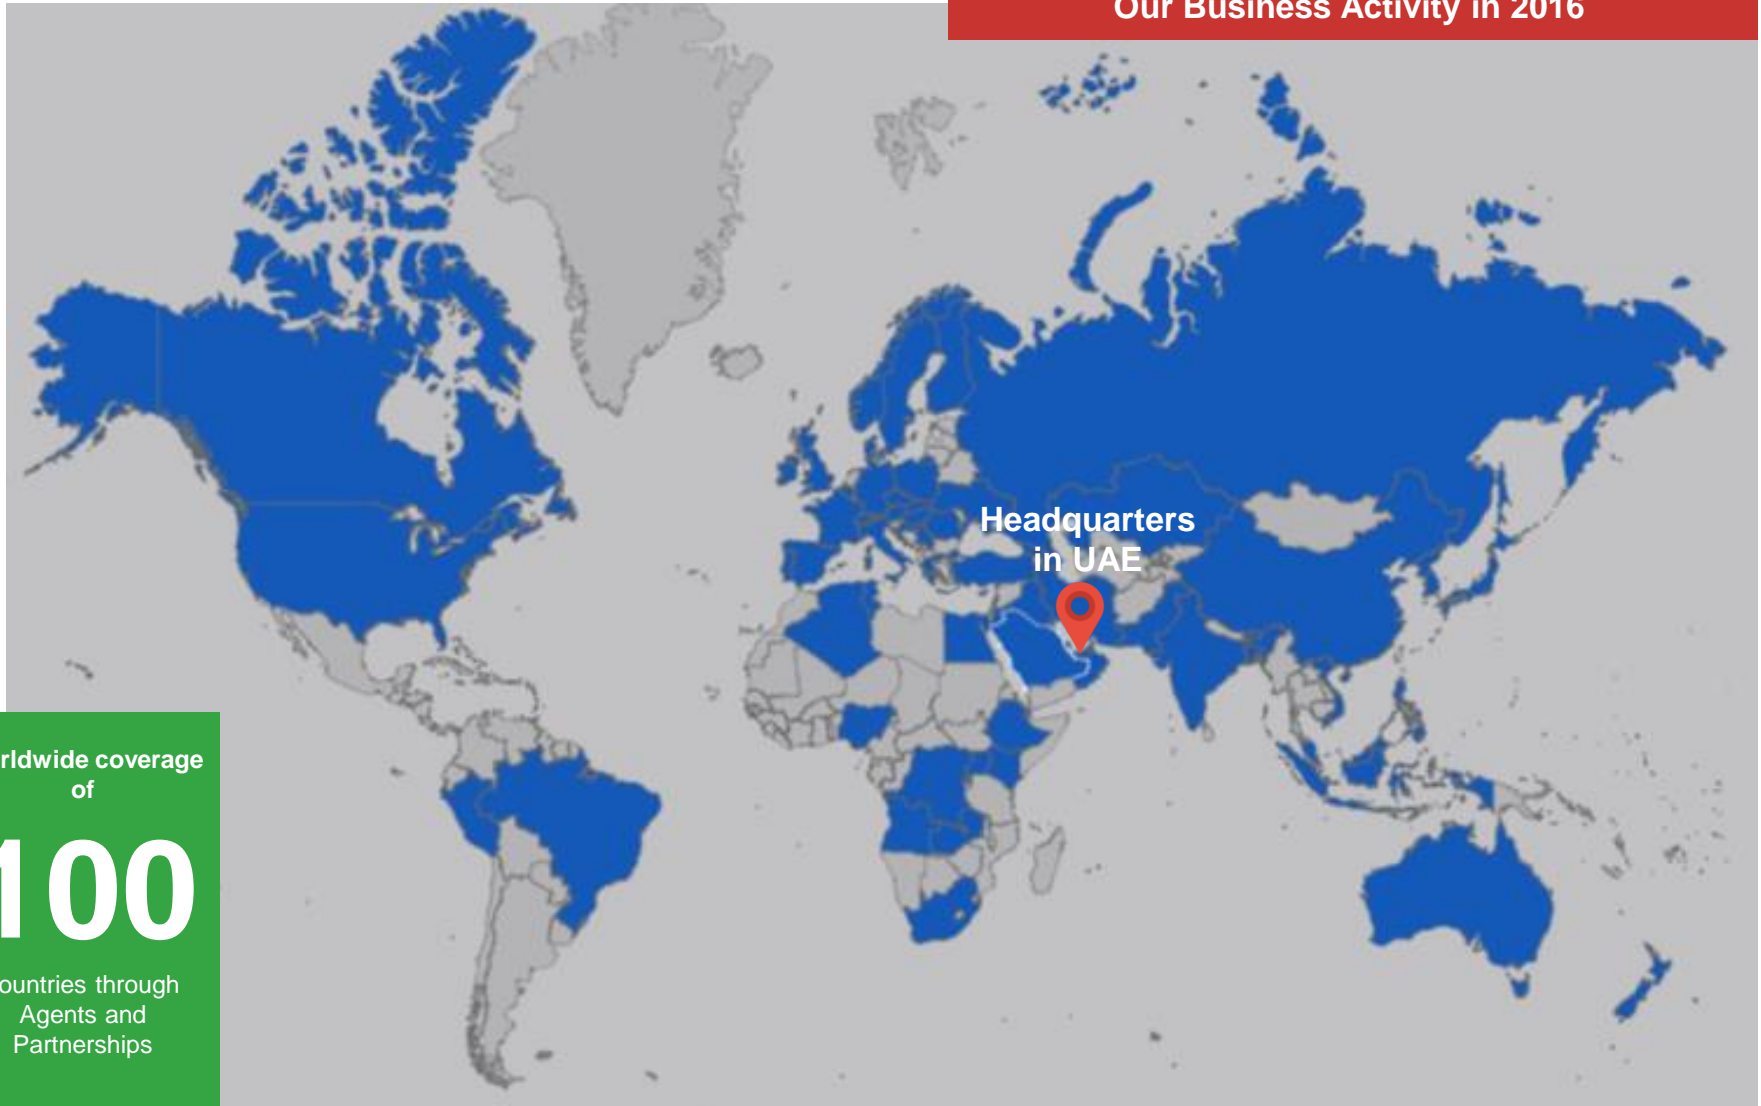 Our Business Activity in 2016
Headquarters
in UAE
rldwide coverage
of
100
ountries through
Agents and
Partnerships